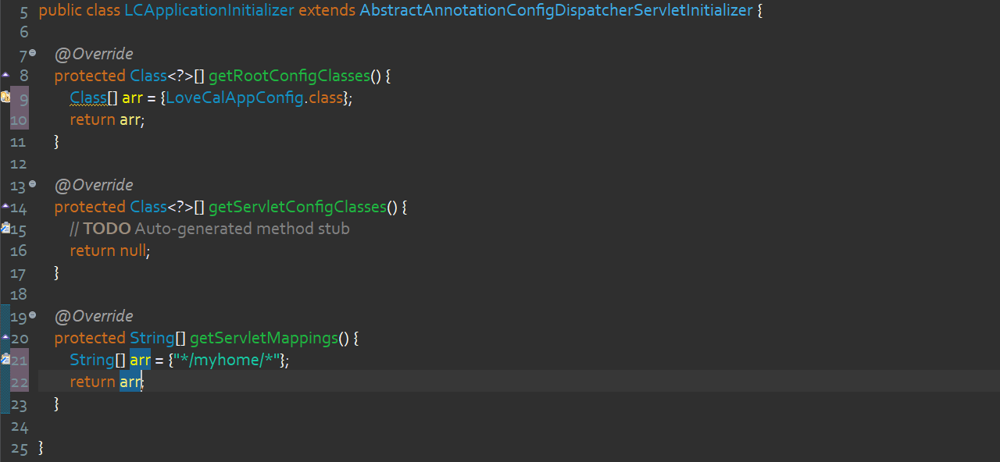 5 public class LCApplicationInitializer extends AbstractAnnotationConfigDispatcherServletInitializer {
6
7 @Override
8 protected Class<?>[] getRootConfigClasses() {
9 Class[] arr = {LoveCalAppConfig.class};
10 return arr;
11 }
12
13 @Override
14 protected Class<?>[] getServletConfigClasses() {
15 // TODO Auto-generated method stub
16 return null;
17 }
18
19 @Override
20 protected String[] getServletMappings() {
21 String[] arr = {"*/myhome/*"};
22 return arr;
23 }
24
25 }